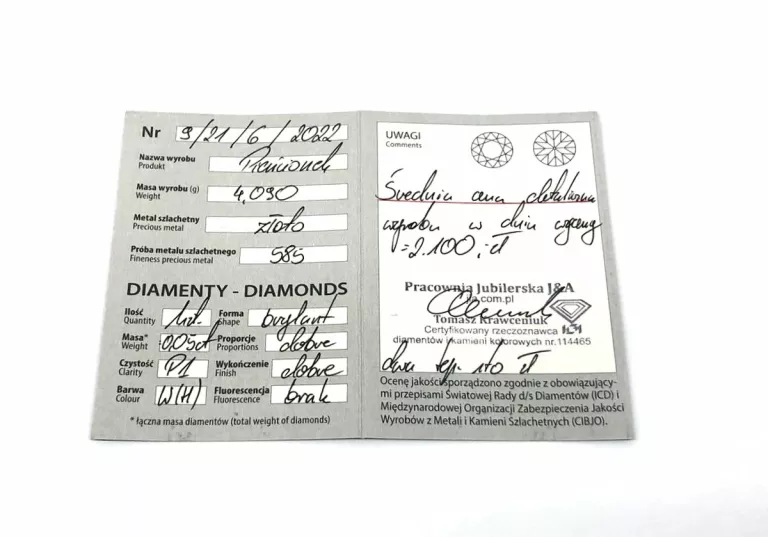 Nr 9/21/6/2022
Nazwa wyrobu Pierścionek
Produkt
Masa wyrobu (g) 4,090
Weight
Metal szlachetny złoto
Precious metal
Próba metalu szlachetnego 585
Fineness precious metal
DIAMENTY - DIAMONDS
Ilość 1szt. Forma brylant
Quantity Shape
Masa* 0,05ct Proporcje dobre
Weight Proportions
Czystość P1 Wykończenie dobre
Clarity Finish
Barwa W(H) Fluorescencja brak
Colour Fluorescence
* łączna masa diamentów (total weight of diamonds)
UWAGI
Comments
Średnia cena detaliczna
wyrobu w dniu wyceny
=2.100,-zł
Pracownia Jubilerska J&A
.com.pl
Tomasz Krawceniuk
Certyfikowany rzeczoznawca
diamentów i kamieni kolorowych nr.114465
dwa tys. sto zł
Ocenę jakości sporządzono zgodnie z obowiązujący-
mi przepisami Światowej Rady d/s Diamentów (ICD) i
Międzynarodowej Organizacji Zabezpieczenia Jakości
Wyrobów z Metali i Kamieni Szlachetnych (CIBJO).